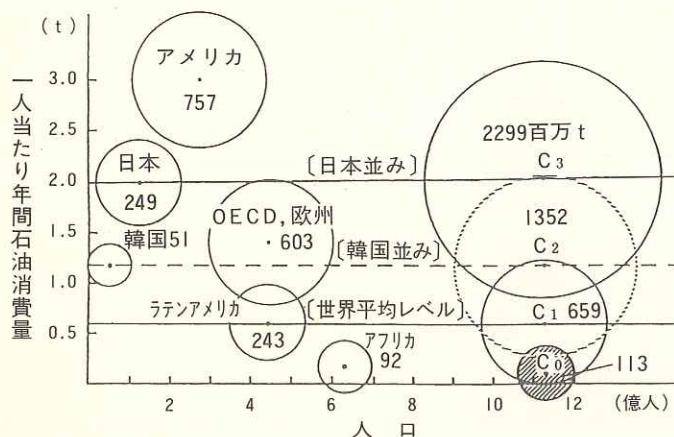 (t)
一人当たり年間石油消費量
3.0
2.5
2.0
1.5
1.0
0.5
アメリカ
757
日本
249
〔日本並み〕
2299百万t
C₃
OECD,欧州
603
1352
C₂
韓国51
〔韓国並み〕
ラテンアメリカ
243
〔世界平均レベル〕
C₁ 659
アフリカ
92
C₀
113
2 4 6 8 10 12 (億人)
人口